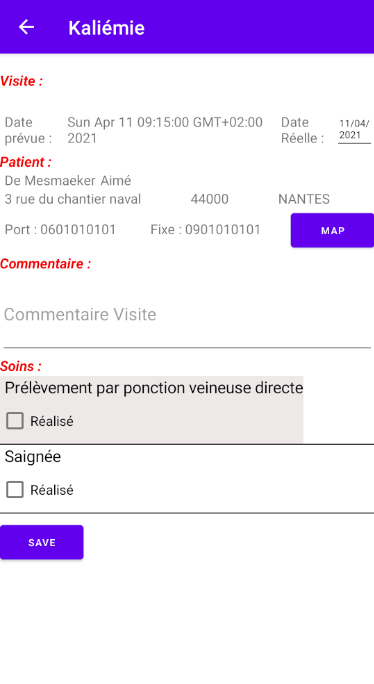 Kaliémie
Visite :
Date prévue :
Sun Apr 11 09:15:00 GMT+02:00 2021
Date Réelle :
11/04/2021
Patient :
De Mesmaeker Aimé
3 rue du chantier naval 44000 NANTES
Port : 0601010101 Fixe : 0901010101 MAP
Commentaire :
Commentaire Visite
Soins :
Prélèvement par ponction veineuse directe
Réalisé
Saignée
Réalisé
SAVE